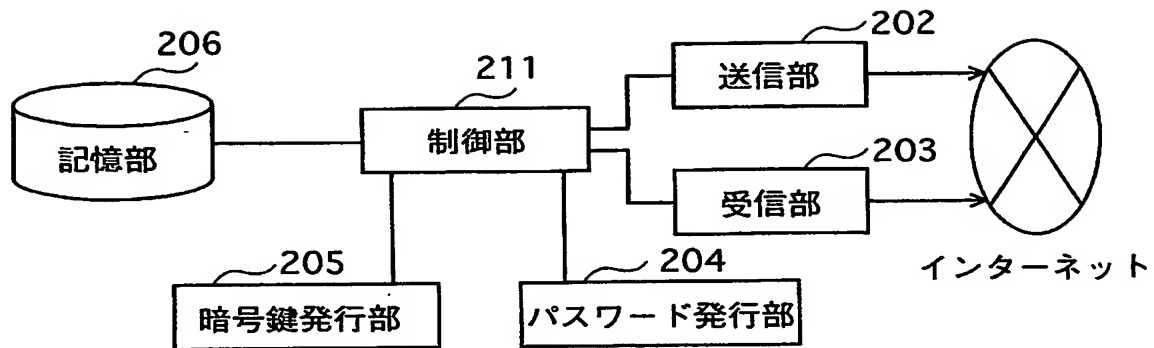 206
記憶部
211
制御部
202
送信部
203
受信部
インターネット
205
暗号鍵発行部
204
パスワード発行部